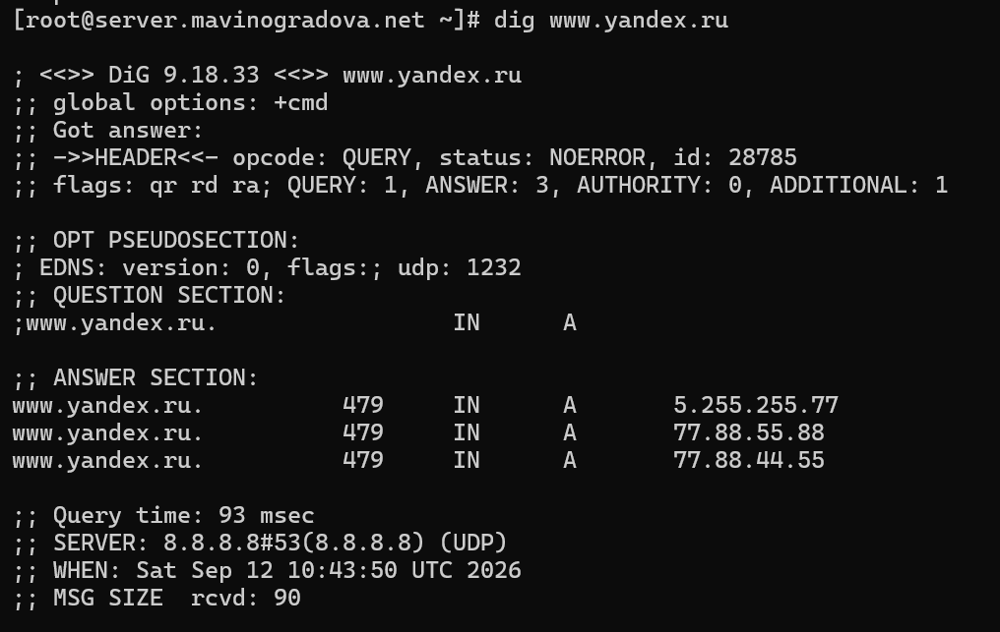 [root@server.mavinogradova.net ~]# dig www.yandex.ru
; <<>> DiG 9.18.33 <<>> www.yandex.ru
;; global options: +cmd
;; Got answer:
;; ->>HEADER<<- opcode: QUERY, status: NOERROR, id: 28785
;; flags: qr rd ra; QUERY: 1, ANSWER: 3, AUTHORITY: 0, ADDITIONAL: 1
;; OPT PSEUDOSECTION:
; EDNS: version: 0, flags:; udp: 1232
;; QUESTION SECTION:
;www.yandex.ru. IN A
;; ANSWER SECTION:
www.yandex.ru. 479 IN A 5.255.255.77
www.yandex.ru. 479 IN A 77.88.55.88
www.yandex.ru. 479 IN A 77.88.44.55
;; Query time: 93 msec
;; SERVER: 8.8.8.8#53(8.8.8.8) (UDP)
;; WHEN: Sat Sep 12 10:43:50 UTC 2026
;; MSG SIZE  rcvd: 90